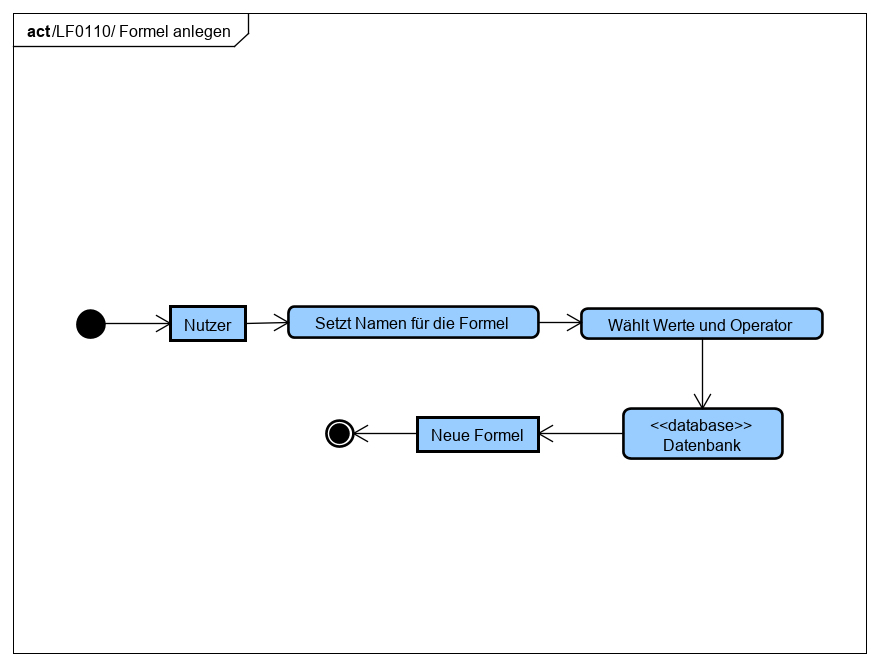 act/LF0110/ Formel anlegen
Nutzer
Setzt Namen für die Formel
Wählt Werte und Operator
<<database>>
Datenbank
Neue Formel